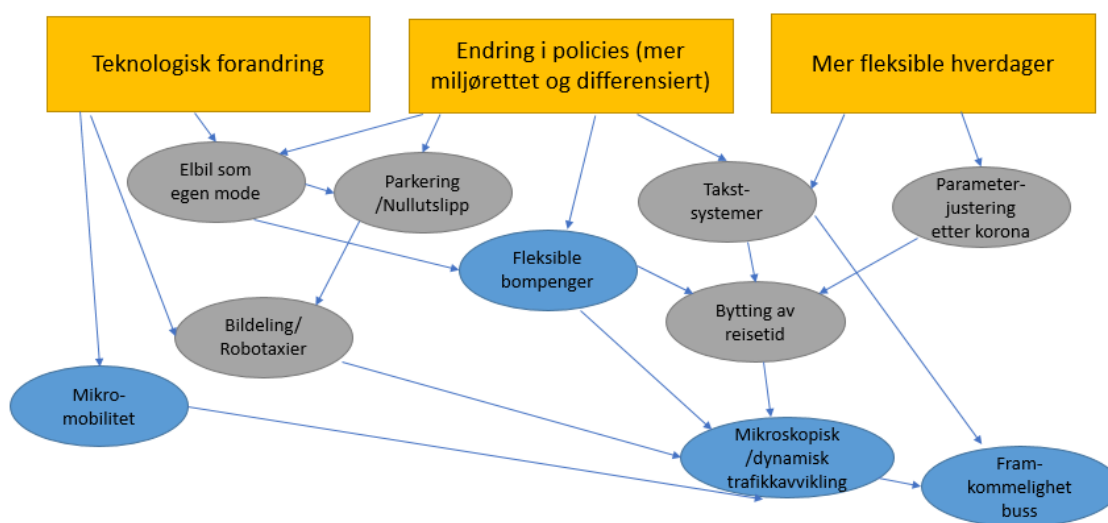 Teknologisk forandring
Endring i policies (mer
miljørettet og differensiert)
Mer fleksible hverdager
Elbil som
egen mode
Parkering
/Nullutslipp
Takst-
systemer
Parameter-
justering
etter korona
Fleksible
bompenger
Bytting av
reisetid
Bildeling/
Robotaxier
Mikro-
mobilitet
Mikroskopisk
/dynamisk
trafikkavvikling
Fram-
kommelighet
buss